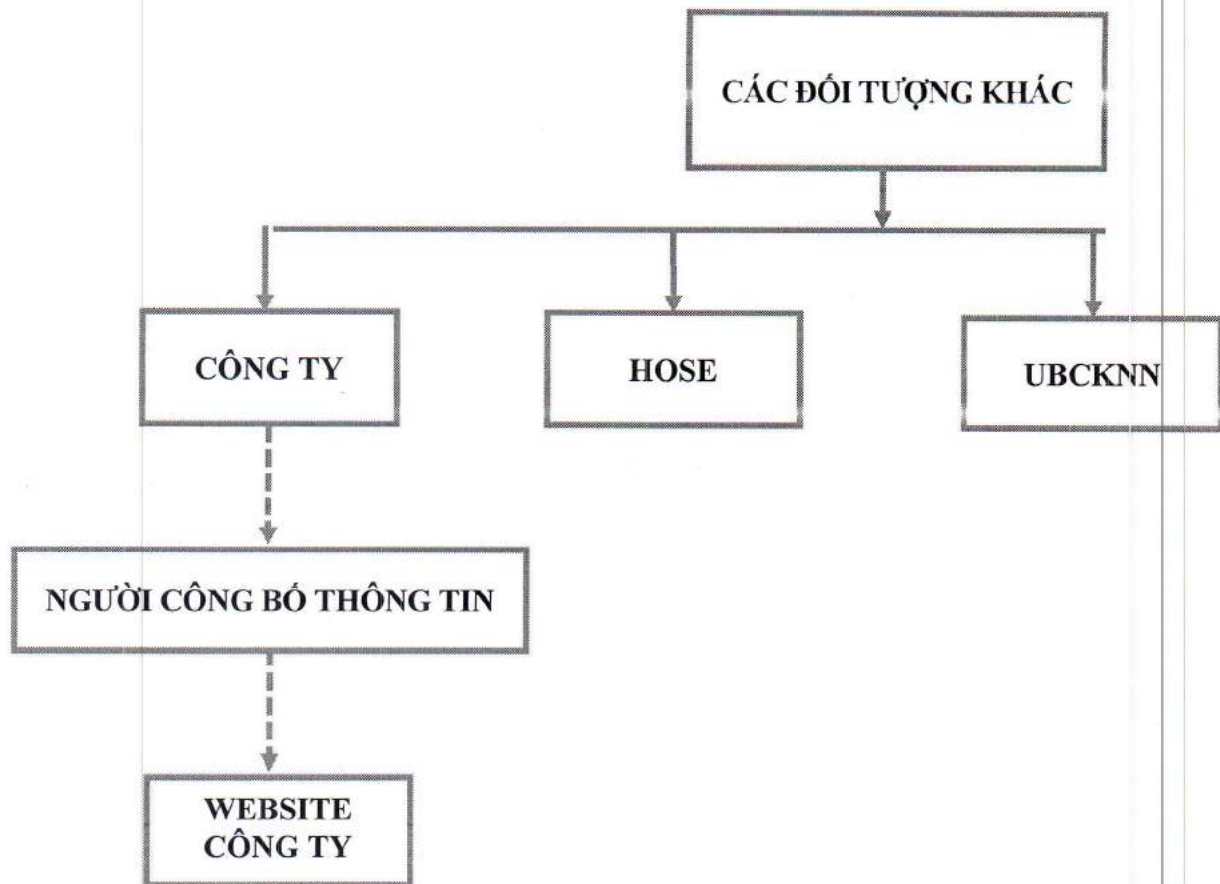 CÁC ĐỐI TƯỢNG KHÁC
CÔNG TY
HOSE
UBCKNN
NGƯỜI CÔNG BỐ THÔNG TIN
WEBSITE
CÔNG TY